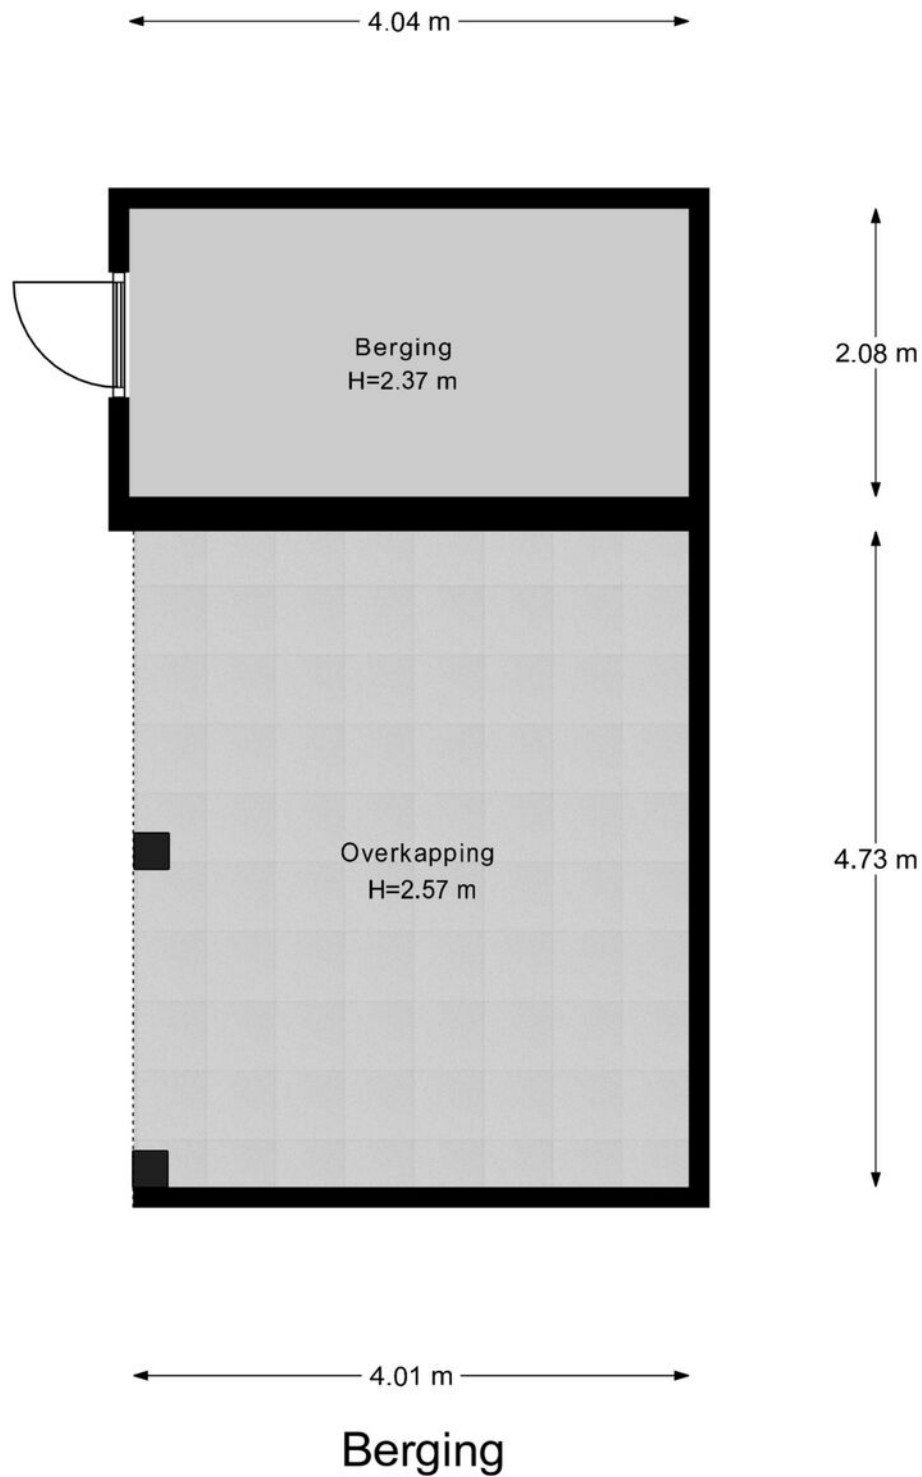 4.04 m
Berging
H=2.37 m
2.08 m
Overkapping
H=2.57 m
4.73 m
4.01 m
Berging